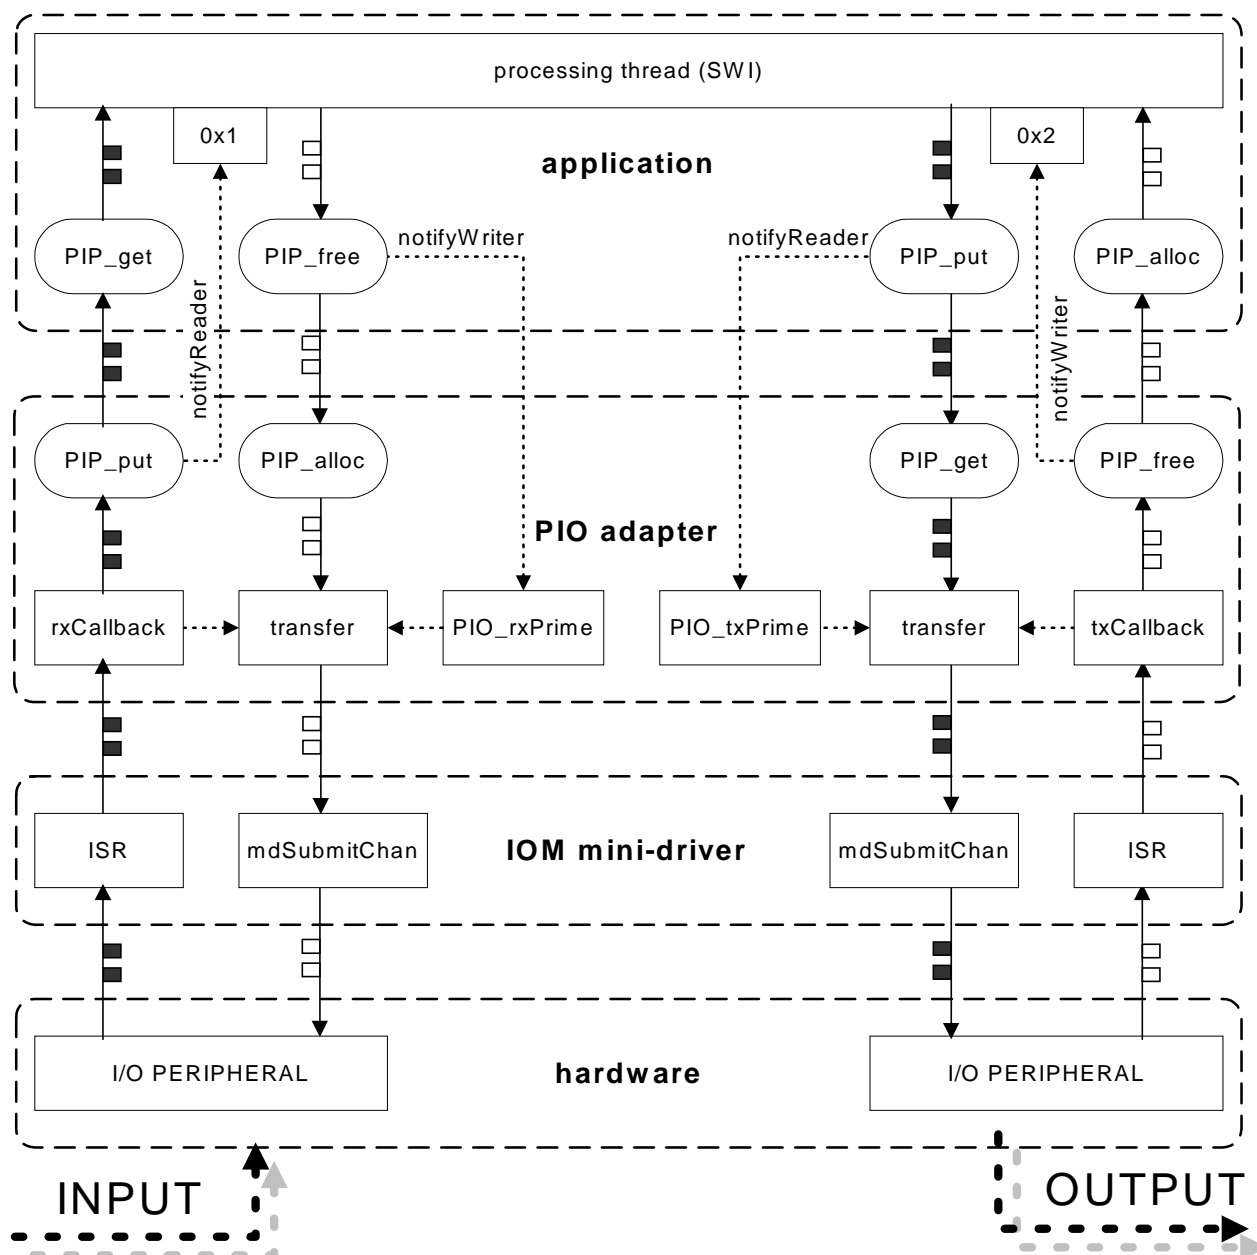 processing thread (SWI)
0x1
0x2
application
PIP_get
PIP_free
notifyWriter
notifyReader
PIP_put
PIP_alloc
notifyReader
notifyWriter
PIP_put
PIP_alloc
PIP_get
PIP_free
PIO adapter
rxCallback
transfer
PIO_rxPrime
PIO_txPrime
transfer
txCallback
ISR
mdSubmitChan
IOM mini-driver
mdSubmitChan
ISR
I/O PERIPHERAL
hardware
I/O PERIPHERAL
INPUT
OUTPUT